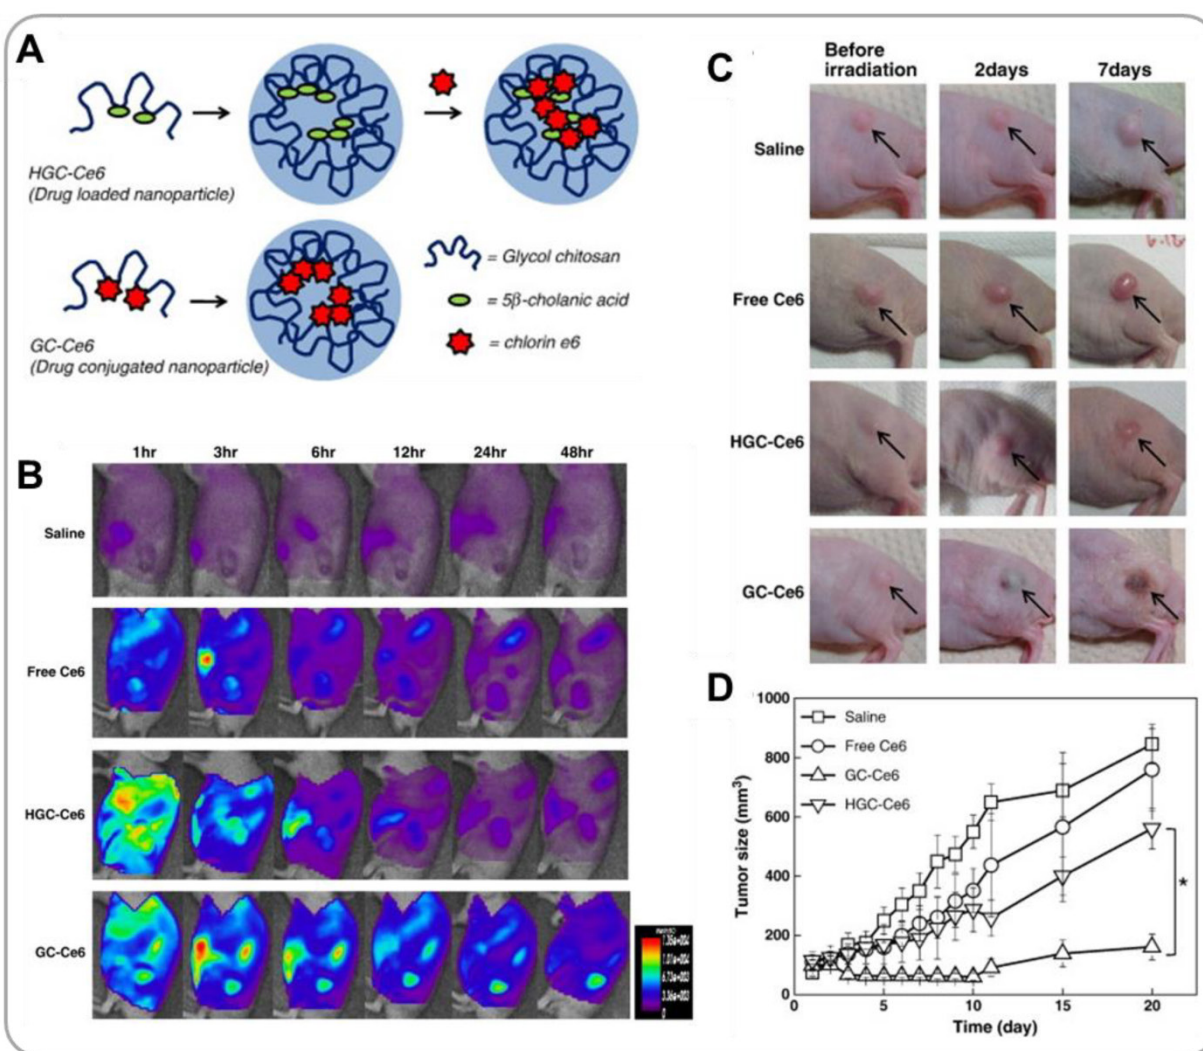 A
HGC-Ce6
(Drug loaded nanoparticle)
GC-Ce6
(Drug conjugated nanoparticle)
= Glycol chitosan
= 5β-cholanic acid
= chlorin e6
B
1hr 3hr 6hr 12hr 24hr 48hr
Saline
Free Ce6
HGC-Ce6
GC-Ce6
C
Before
irradiation 2days 7days
Saline
Free Ce6
HGC-Ce6
GC-Ce6
D
Tumor size (mm³)
1000
800
600
400
200
0
Saline
Free Ce6
GC-Ce6
HGC-Ce6
*
0 5 10 15 20
Time (day)